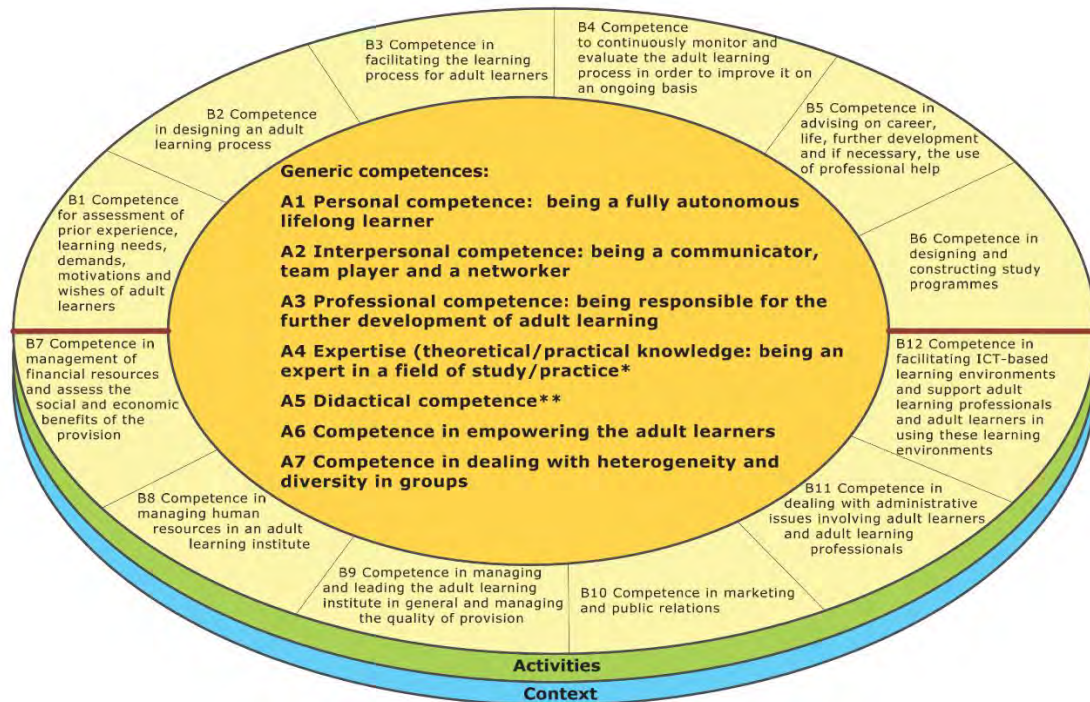 B4 Competence
to continuously monitor and
evaluate the adult learning
process in order to improve it on
an ongoing basis
B3 Competence in
facilitating the learning
process for adult learners
B5 Competence in
advising on career,
life, further development
and if necessary, the use
of professional help
B2 Competence
in designing an adult
learning process
B1 Competence
for assessment of
prior experience,
learning needs,
demands,
motivations and
wishes of adult
learners
B6 Competence in
designing and
constructing study
programmes
Generic competences:
A1 Personal competence:  being a fully autonomous
lifelong learner
A2 Interpersonal competence: being a communicator,
team player and a networker
A3 Professional competence: being responsible for the
further development of adult learning
A4 Expertise (theoretical/practical knowledge: being an
expert in a field of study/practice*
A5 Didactical competence**
A6 Competence in empowering the adult learners
A7 Competence in dealing with heterogeneity and
diversity in groups
B7 Competence in
management of
financial resources
and assess the
social and economic
benefits of the
provision
B12 Competence in
facilitating ICT-based
learning environments
and support adult
learning professionals
and adult learners in
using these learning
environments
B8 Competence in
managing human
resources in an adult
learning institute
B11 Competence in
dealing with administrative
issues involving adult learners
and adult learning
professionals
B9 Competence in managing
and leading the adult learning
institute in general and managing
the quality of provision
B10 Competence in marketing
and public relations
Activities
Context